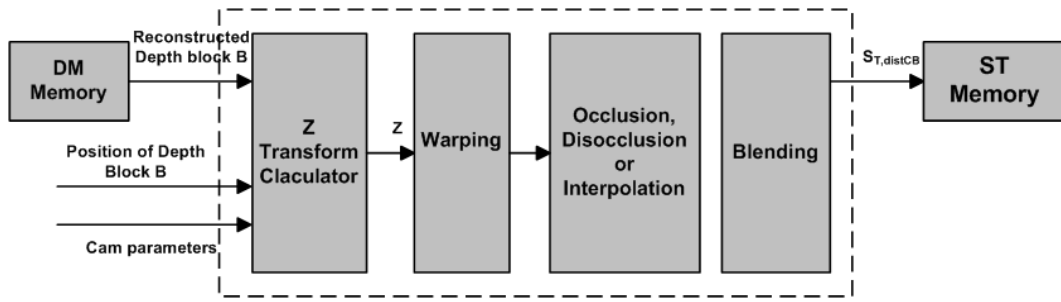 Reconstructed
Depth block B
DM
Memory
Position of Depth
Block B
Cam parameters
Z
Transform
Claculator
Z
Warping
Occlusion,
Disocclusion
or
Interpolation
Blending
S_T,distCB
ST
Memory